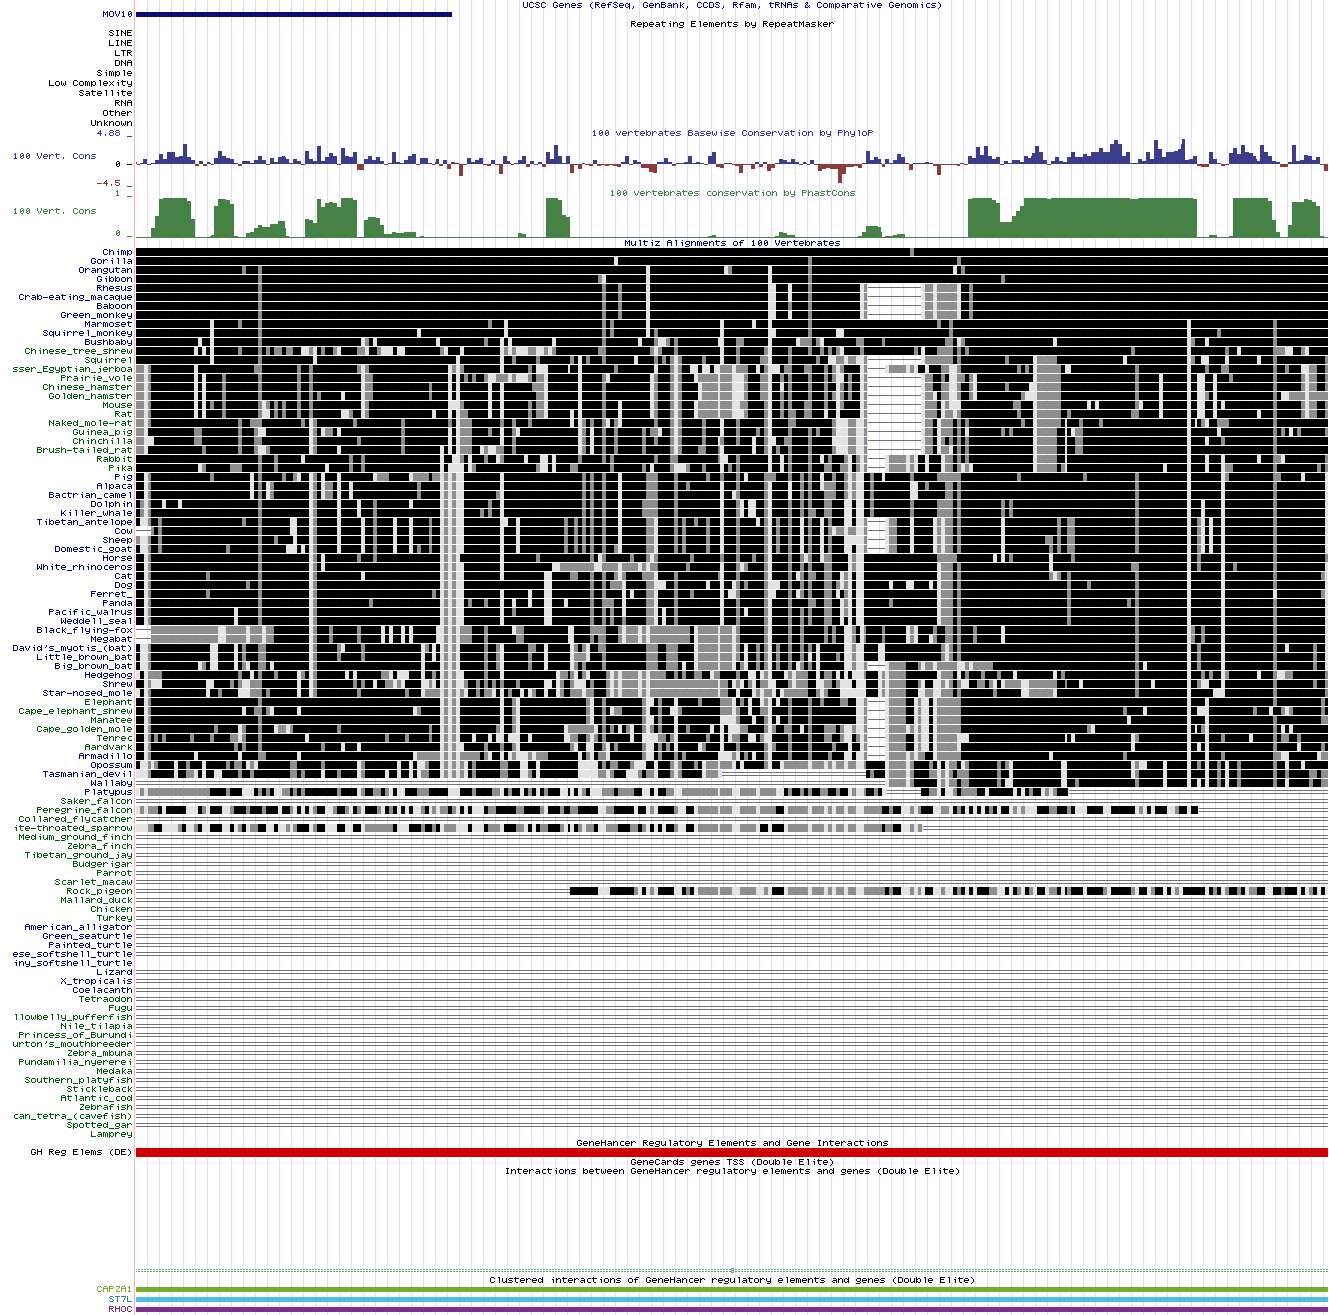 UCSC Genes (RefSeq, GenBank, CCDS, Rfam, tRNAs & Comparative Genomics)
MOV10
Repeating Elements by RepeatMasker
SINE
LINE
LTR
DNA
Simple
Low Complexity
Satellite
RNA
Other
Unknown
4.88 _
100 vertebrates Basewise Conservation by PhyloP
100 Vert. Cons
0 _
-4.5 _
1 _
100 vertebrates conservation by PhastCons
100 Vert. Cons
0 _
Multiz Alignments of 100 Vertebrates
Chimp
Gorilla
Orangutan
Gibbon
Rhesus
Crab-eating_macaque
Baboon
Green_monkey
Marmoset
Squirrel_monkey
Bushbaby
Chinese_tree_shrew
Squirrel
sser_Egyptian_jerboa
Prairie_vole
Chinese_hamster
Golden_hamster
Mouse
Rat
Naked_mole-rat
Guinea_pig
Chinchilla
Brush-tailed_rat
Rabbit
Pika
Pig
Alpaca
Bactrian_camel
Dolphin
Killer_whale
Tibetan_antelope
Cow
Sheep
Domestic_goat
Horse
White_rhinoceros
Cat
Dog
Ferret_
Panda
Pacific_walrus
Weddell_seal
Black_flying-fox
Megabat
David's_myotis_(bat)
Little_brown_bat
Big_brown_bat
Hedgehog
Shrew
Star-nosed_mole
Elephant
Cape_elephant_shrew
Manatee
Cape_golden_mole
Tenrec
Aardvark
Armadillo
Opossum
Tasmanian_devil
Wallaby
Platypus
Saker_falcon
Peregrine_falcon
Collared_flycatcher
ite-throated_sparrow
Medium_ground_finch
Zebra_finch
Tibetan_ground_jay
Budgerigar
Parrot
Scarlet_macaw
Rock_pigeon
Mallard_duck
Chicken
Turkey
American_alligator
Green_seaturtle
Painted_turtle
ese_softshell_turtle
iny_softshell_turtle
Lizard
X_tropicalis
Coelacanth
Tetraodon
Fugu
llowbelly_pufferfish
Nile_tilapia
Princess_of_Burundi
urton's_mouthbreeder
Zebra_mbuna
Pundamilia_nyererei
Medaka
Southern_platyfish
Stickleback
Atlantic_cod
Zebrafish
can_tetra_(cavefish)
Spotted_gar
Lamprey
GeneHancer Regulatory Elements and Gene Interactions
GH Reg Elems (DE)
GeneCards genes TSS (Double Elite)
Interactions between GeneHancer regulatory elements and genes (Double Elite)
Clustered interactions of GeneHancer regulatory elements and genes (Double Elite)
CAPZA1
ST7L
RHOC